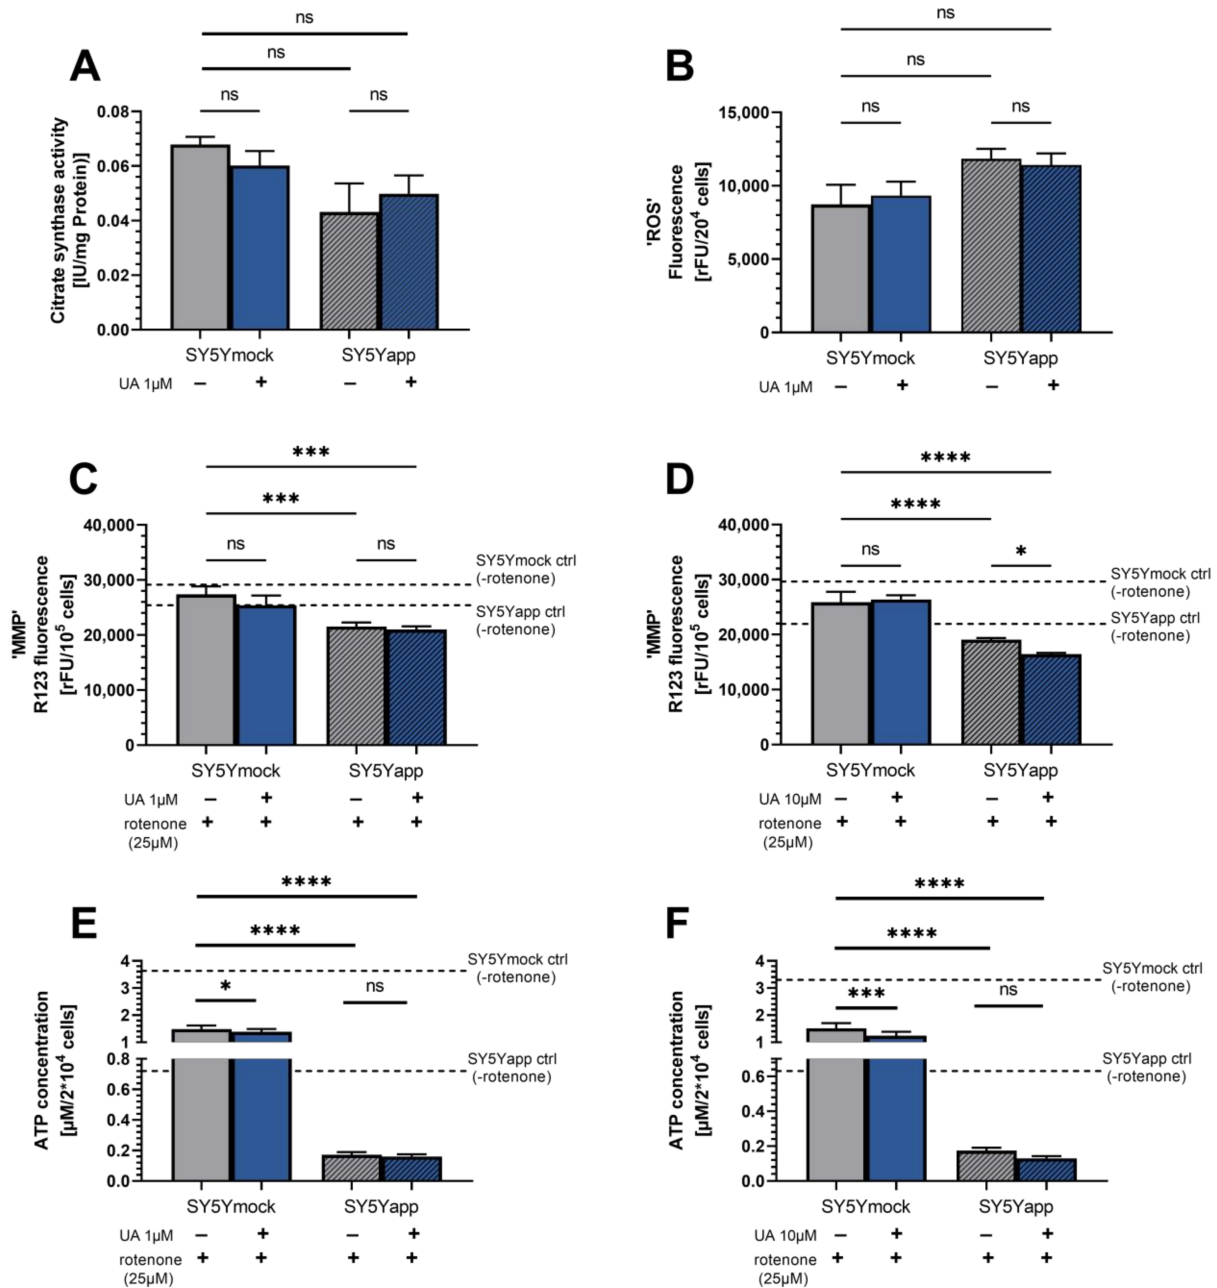 A
ns
ns
ns
ns
Citrate synthase activity
[IU/mg Protein)]
0.08
0.06
0.04
0.02
0.00
SY5Ymock
SY5Yapp
UA 1µM
–
+
–
+
B
ns
ns
ns
ns
'ROS'
Fluorescence
[rFU/20⁴ cells)
15,000
10,000
5,000
0
SY5Ymock
SY5Yapp
UA 1µM
–
+
–
+
C
***
***
ns
ns
'MMP'
R123 fluorescence
[rFU/10⁵ cells]
40,000
30,000
20,000
10,000
0
SY5Ymock ctrl
(-rotenone)
SY5Yapp ctrl
(-rotenone)
SY5Ymock
SY5Yapp
UA 1µM
–
+
–
+
rotenone
(25µM)
+
+
+
+
D
****
****
ns
*
'MMP'
R123 fluorescence
[rFU/10⁵ cells]
40,000
30,000
20,000
10,000
0
SY5Ymock ctrl
(-rotenone)
SY5Yapp ctrl
(-rotenone)
SY5Ymock
SY5Yapp
UA 10µM
–
+
–
+
rotenone
(25µM)
+
+
+
+
E
****
****
*
ns
ATP concentration
[µM/2*10⁴ cells]
4
3
2
1
0.8
0.6
0.4
0.2
0.0
SY5Ymock ctrl
(-rotenone)
SY5Yapp ctrl
(-rotenone)
SY5Ymock
SY5Yapp
UA 1µM
–
+
–
+
rotenone
(25µM)
+
+
+
+
F
****
****
***
ns
ATP concentration
[µM/2*10⁴ cells]
4
3
2
1
0.6
0.4
0.2
0.0
SY5Ymock ctrl
(-rotenone)
SY5Yapp ctrl
(-rotenone)
SY5Ymock
SY5Yapp
UA 10µM
–
+
–
+
rotenone
(25µM)
+
+
+
+